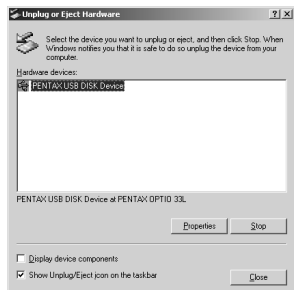 Unplug or Eject Hardware
Select the device you want to unplug or eject, and then click Stop. When
Windows notifies you that it is safe to do so unplug the device from your
computer.
Hardware devices:
PENTAX USB DISK Device
PENTAX USB DISK Device at PENTAX OPTIO 33L
Properties
Stop
Display device components
Show Unplug/Eject icon on the taskbar
Close